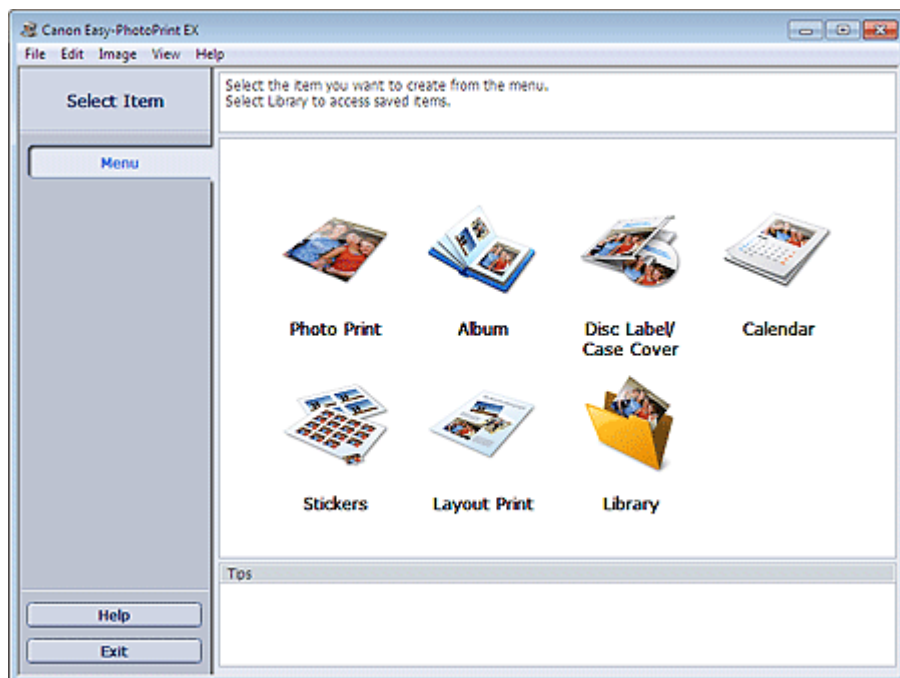 Canon Easy-PhotoPrint EX
File Edit Image View Help
Select Item
Select the item you want to create from the menu.
Select Library to access saved items.
Menu
Photo Print
Album
Disc Label/
Case Cover
Calendar
Stickers
Layout Print
Library
Tips
Help
Exit